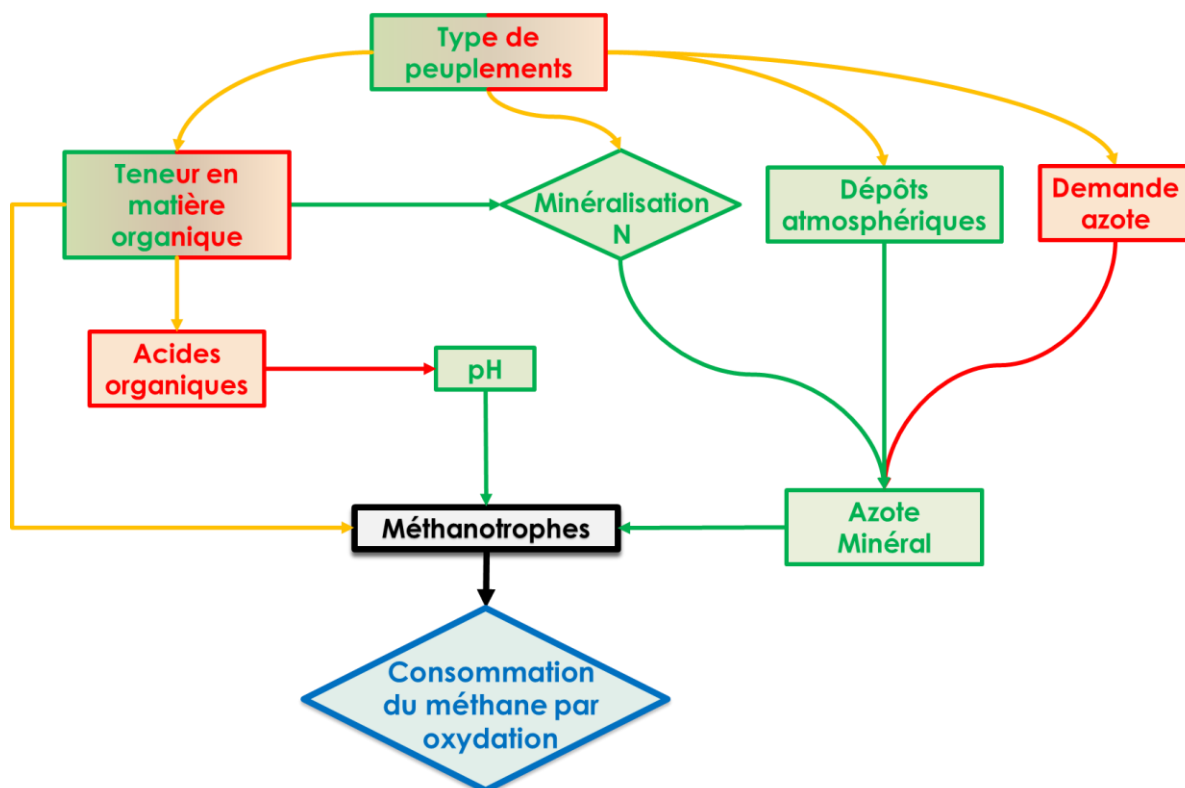 Type de
peuplements
Teneur en
matière
organique
Minéralisation
N
Dépôts
atmosphériques
Demande
azote
Acides
organiques
pH
Méthanotrophes
Azote
Minéral
Consommation
du méthane par
oxydation